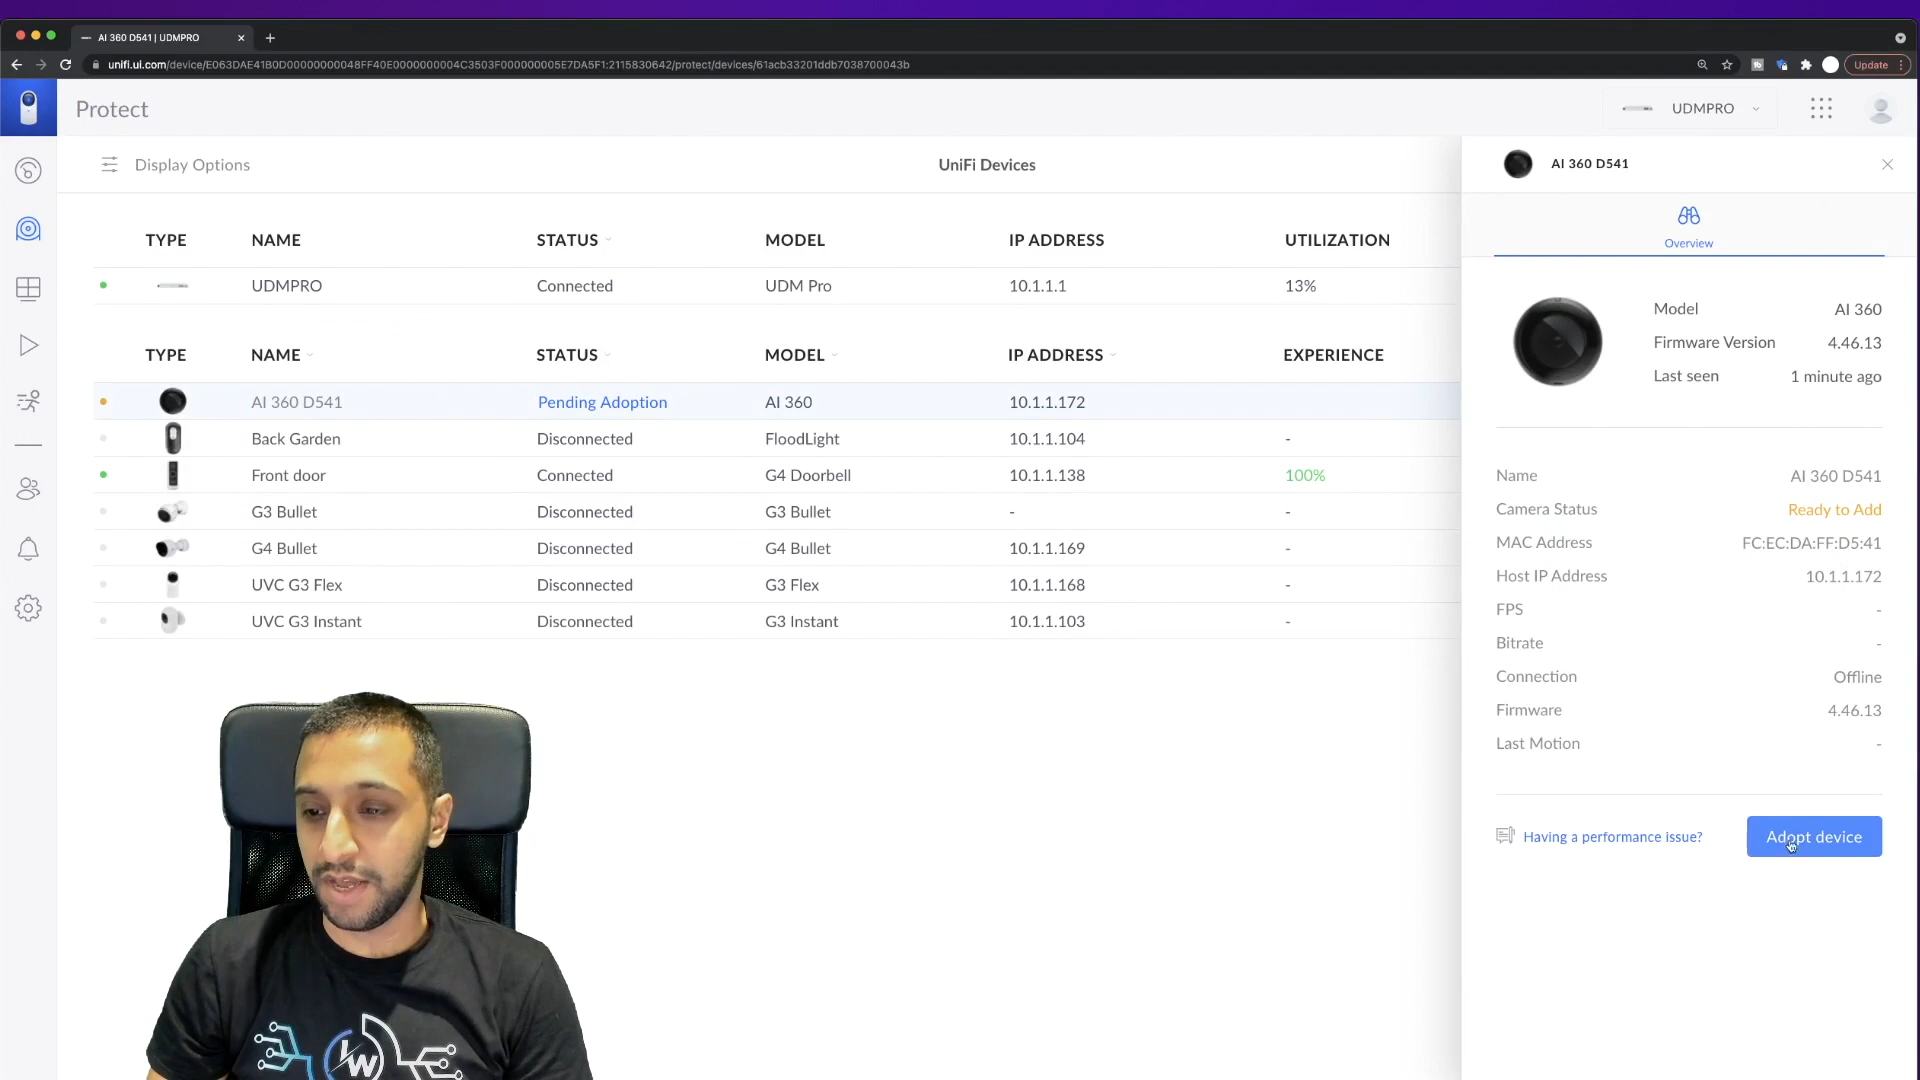 AI 360 D541 | UDMPRO
unifi.ui.com/device/E063DAE41B0D00000000048FF40E0000000004C3503F000000005E7DA5F1:2115830642/protect/devices/61acb33201ddb7038700043b
Update
Protect
UDMPRO
Display Options
UniFi Devices
TYPE NAME STATUS MODEL IP ADDRESS UTILIZATION
UDMPRO Connected UDM Pro 10.1.1.1 13%
TYPE NAME STATUS MODEL IP ADDRESS EXPERIENCE
AI 360 D541 Pending Adoption AI 360 10.1.1.172
Back Garden Disconnected FloodLight 10.1.1.104 -
Front door Connected G4 Doorbell 10.1.1.138 100%
G3 Bullet Disconnected G3 Bullet - -
G4 Bullet Disconnected G4 Bullet 10.1.1.169 -
UVC G3 Flex Disconnected G3 Flex 10.1.1.168 -
UVC G3 Instant Disconnected G3 Instant 10.1.1.103 -
AI 360 D541
Overview
Model AI 360
Firmware Version 4.46.13
Last seen 1 minute ago
Name AI 360 D541
Camera Status Ready to Add
MAC Address FC:EC:DA:FF:D5:41
Host IP Address 10.1.1.172
FPS -
Bitrate -
Connection Offline
Firmware 4.46.13
Last Motion -
Having a performance issue?
Adopt device